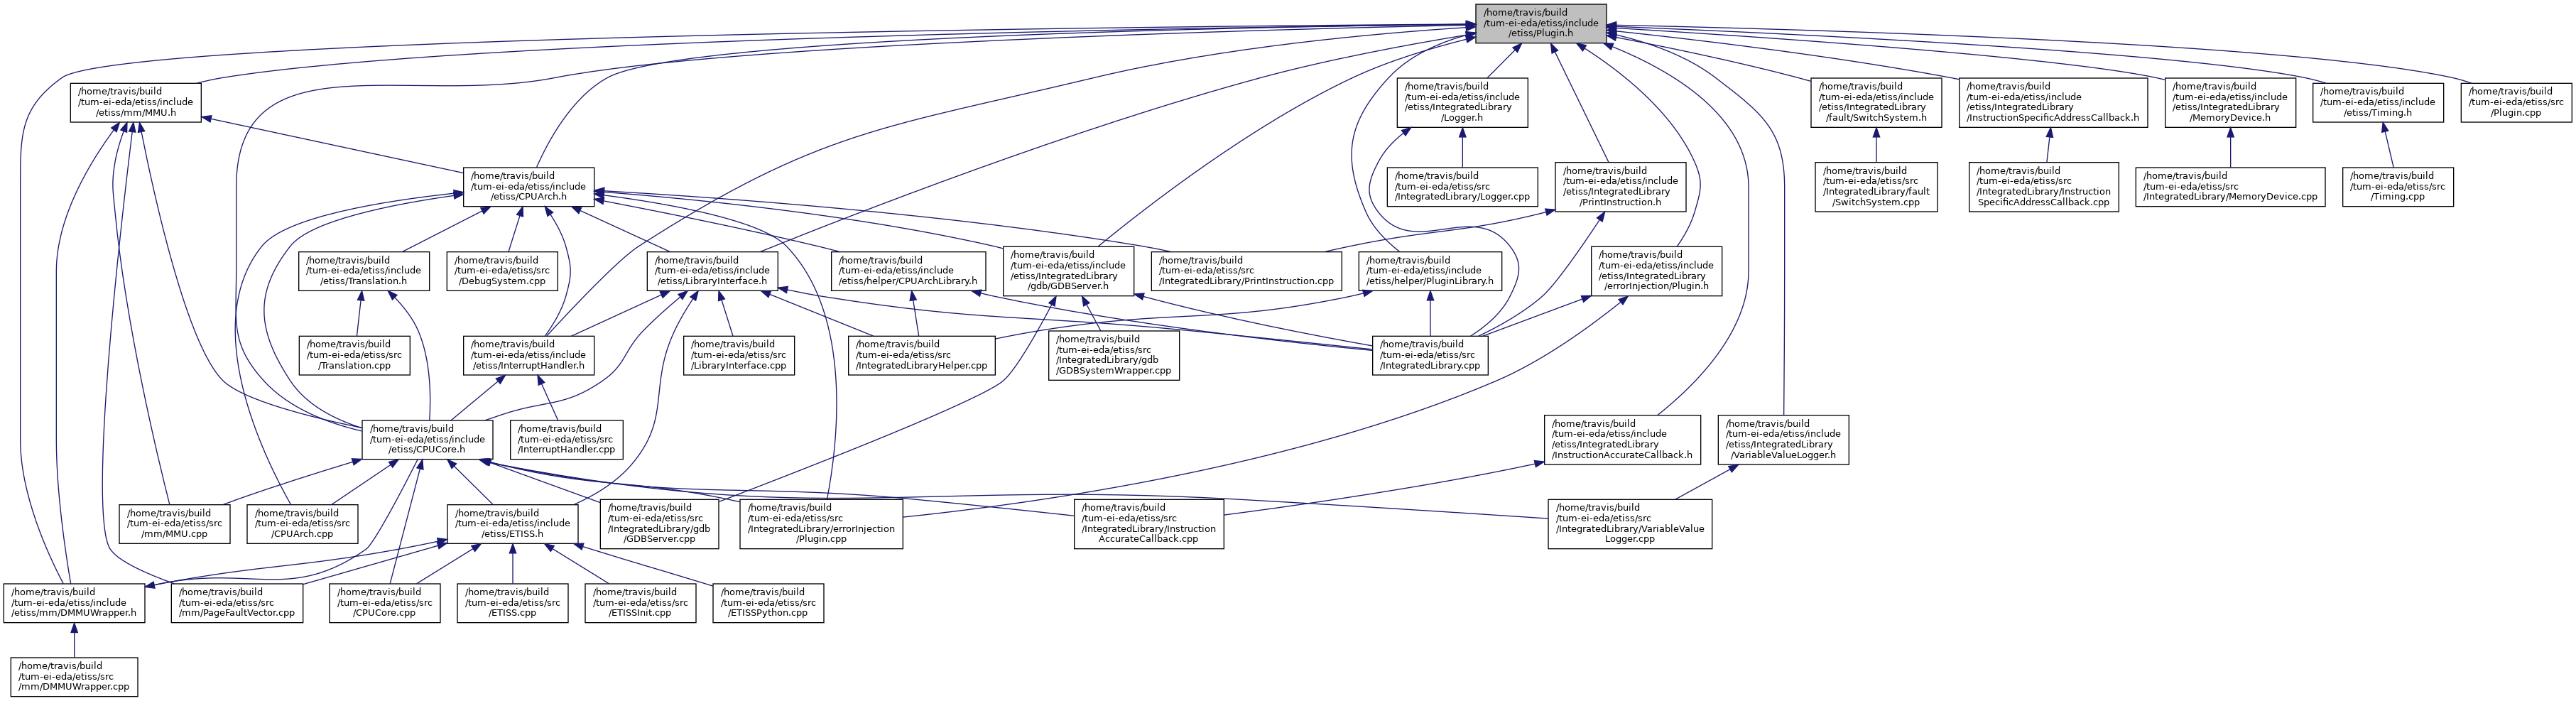 /home/travis/build
/tum-ei-eda/etiss/include
/etiss/Plugin.h
/home/travis/build
/tum-ei-eda/etiss/include
/etiss/mm/MMU.h
/home/travis/build
/tum-ei-eda/etiss/include
/etiss/IntegratedLibrary
/Logger.h
/home/travis/build
/tum-ei-eda/etiss/include
/etiss/IntegratedLibrary
/fault/SwitchSystem.h
/home/travis/build
/tum-ei-eda/etiss/include
/etiss/IntegratedLibrary
/InstructionSpecificAddressCallback.h
/home/travis/build
/tum-ei-eda/etiss/include
/etiss/IntegratedLibrary
/MemoryDevice.h
/home/travis/build
/tum-ei-eda/etiss/include
/etiss/Timing.h
/home/travis/build
/tum-ei-eda/etiss/src
/Plugin.cpp
/home/travis/build
/tum-ei-eda/etiss/include
/etiss/CPUArch.h
/home/travis/build
/tum-ei-eda/etiss/src
/IntegratedLibrary/Logger.cpp
/home/travis/build
/tum-ei-eda/etiss/include
/etiss/IntegratedLibrary
/PrintInstruction.h
/home/travis/build
/tum-ei-eda/etiss/src
/IntegratedLibrary/fault
/SwitchSystem.cpp
/home/travis/build
/tum-ei-eda/etiss/src
/IntegratedLibrary/Instruction
SpecificAddressCallback.cpp
/home/travis/build
/tum-ei-eda/etiss/src
/IntegratedLibrary/MemoryDevice.cpp
/home/travis/build
/tum-ei-eda/etiss/src
/Timing.cpp
/home/travis/build
/tum-ei-eda/etiss/include
/etiss/Translation.h
/home/travis/build
/tum-ei-eda/etiss/src
/DebugSystem.cpp
/home/travis/build
/tum-ei-eda/etiss/include
/etiss/LibraryInterface.h
/home/travis/build
/tum-ei-eda/etiss/include
/etiss/helper/CPUArchLibrary.h
/home/travis/build
/tum-ei-eda/etiss/include
/etiss/IntegratedLibrary
/gdb/GDBServer.h
/home/travis/build
/tum-ei-eda/etiss/src
/IntegratedLibrary/PrintInstruction.cpp
/home/travis/build
/tum-ei-eda/etiss/include
/etiss/helper/PluginLibrary.h
/home/travis/build
/tum-ei-eda/etiss/include
/etiss/IntegratedLibrary
/errorInjection/Plugin.h
/home/travis/build
/tum-ei-eda/etiss/src
/Translation.cpp
/home/travis/build
/tum-ei-eda/etiss/include
/etiss/InterruptHandler.h
/home/travis/build
/tum-ei-eda/etiss/src
/LibraryInterface.cpp
/home/travis/build
/tum-ei-eda/etiss/src
/IntegratedLibraryHelper.cpp
/home/travis/build
/tum-ei-eda/etiss/src
/IntegratedLibrary/gdb
/GDBSystemWrapper.cpp
/home/travis/build
/tum-ei-eda/etiss/src
/IntegratedLibrary.cpp
/home/travis/build
/tum-ei-eda/etiss/include
/etiss/CPUCore.h
/home/travis/build
/tum-ei-eda/etiss/src
/InterruptHandler.cpp
/home/travis/build
/tum-ei-eda/etiss/include
/etiss/IntegratedLibrary
/InstructionAccurateCallback.h
/home/travis/build
/tum-ei-eda/etiss/include
/etiss/IntegratedLibrary
/VariableValueLogger.h
/home/travis/build
/tum-ei-eda/etiss/src
/mm/MMU.cpp
/home/travis/build
/tum-ei-eda/etiss/src
/CPUArch.cpp
/home/travis/build
/tum-ei-eda/etiss/include
/etiss/ETISS.h
/home/travis/build
/tum-ei-eda/etiss/src
/IntegratedLibrary/gdb
/GDBServer.cpp
/home/travis/build
/tum-ei-eda/etiss/src
/IntegratedLibrary/errorInjection
/Plugin.cpp
/home/travis/build
/tum-ei-eda/etiss/src
/IntegratedLibrary/Instruction
AccurateCallback.cpp
/home/travis/build
/tum-ei-eda/etiss/src
/IntegratedLibrary/VariableValue
Logger.cpp
/home/travis/build
/tum-ei-eda/etiss/include
/etiss/mm/DMMUWrapper.h
/home/travis/build
/tum-ei-eda/etiss/src
/mm/PageFaultVector.cpp
/home/travis/build
/tum-ei-eda/etiss/src
/CPUCore.cpp
/home/travis/build
/tum-ei-eda/etiss/src
/ETISS.cpp
/home/travis/build
/tum-ei-eda/etiss/src
/ETISSInit.cpp
/home/travis/build
/tum-ei-eda/etiss/src
/ETISSPython.cpp
/home/travis/build
/tum-ei-eda/etiss/src
/mm/DMMUWrapper.cpp